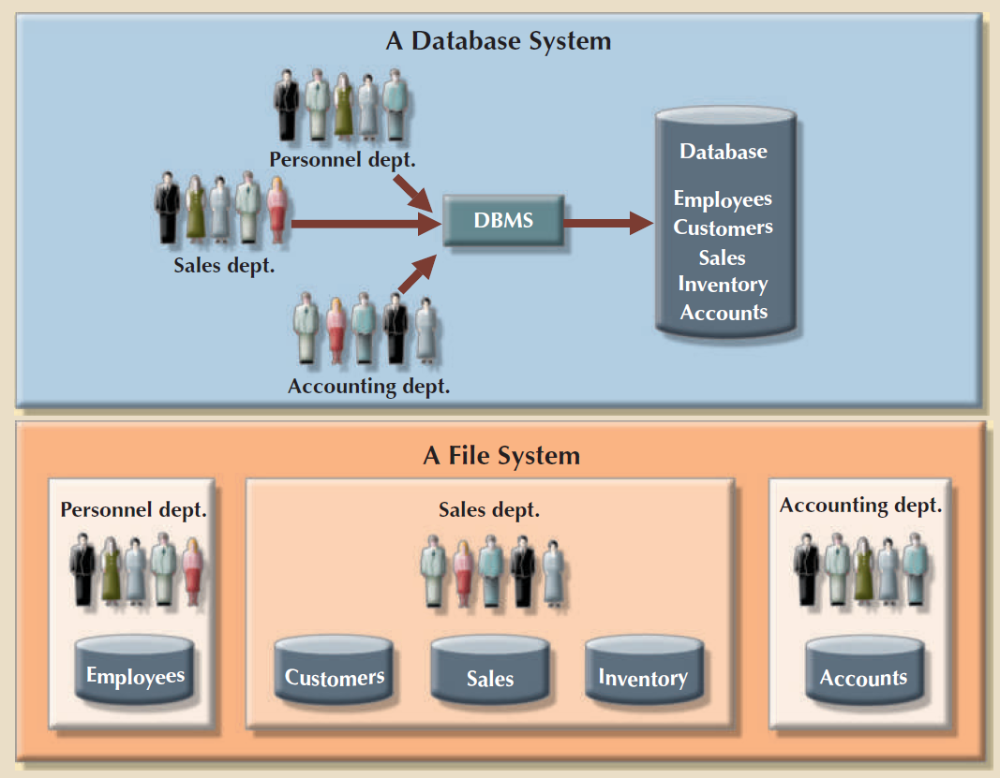 A Database System
Personnel dept.
Sales dept.
Accounting dept.
DBMS
Database
Employees
Customers
Sales
Inventory
Accounts
A File System
Personnel dept.
Employees
Sales dept.
Customers
Sales
Inventory
Accounting dept.
Accounts